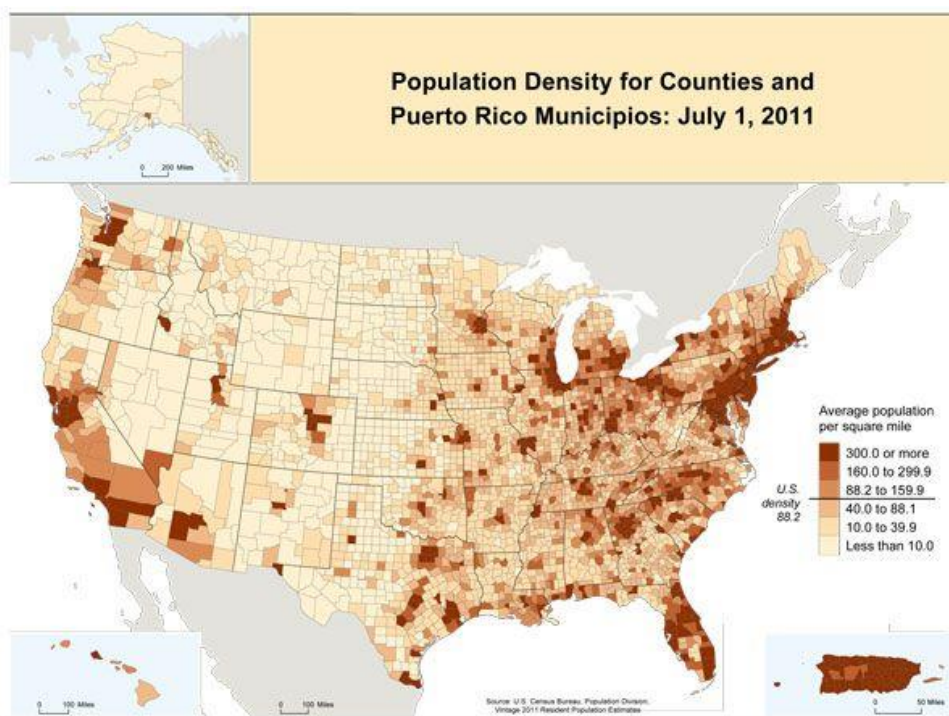 Population Density for Counties and
Puerto Rico Municipios: July 1, 2011
0 200 Miles
Average population
per square mile
300.0 or more
160.0 to 299.9
88.2 to 159.9
U.S.
density
88.2
40.0 to 88.1
10.0 to 39.9
Less than 10.0
0 100 Miles
0 100 Miles
Source: U.S. Census Bureau, Population Division,
Vintage 2011 Resident Population Estimates
0 50 Miles